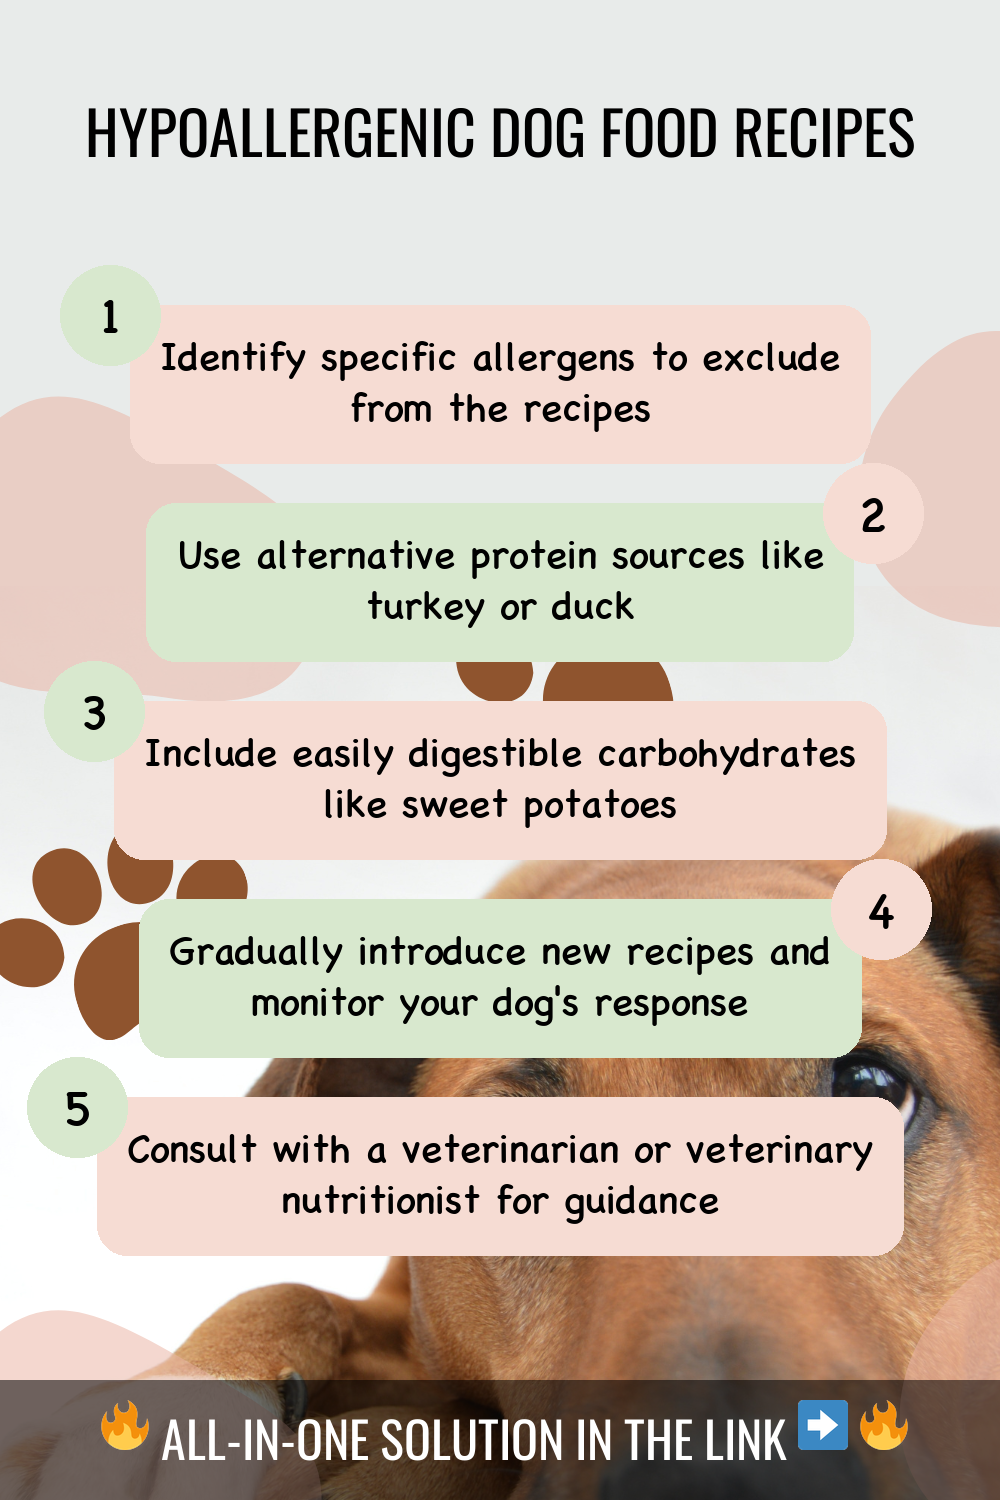 HYPOALLERGENIC DOG FOOD RECIPES
1
Identify specific allergens to exclude
from the recipes
2
Use alternative protein sources like
turkey or duck
3
Include easily digestible carbohydrates
like sweet potatoes
4
Gradually introduce new recipes and
monitor your dog's response
5
Consult with a veterinarian or veterinary
nutritionist for guidance
🔥 ALL-IN-ONE SOLUTION IN THE LINK ➡️ 🔥